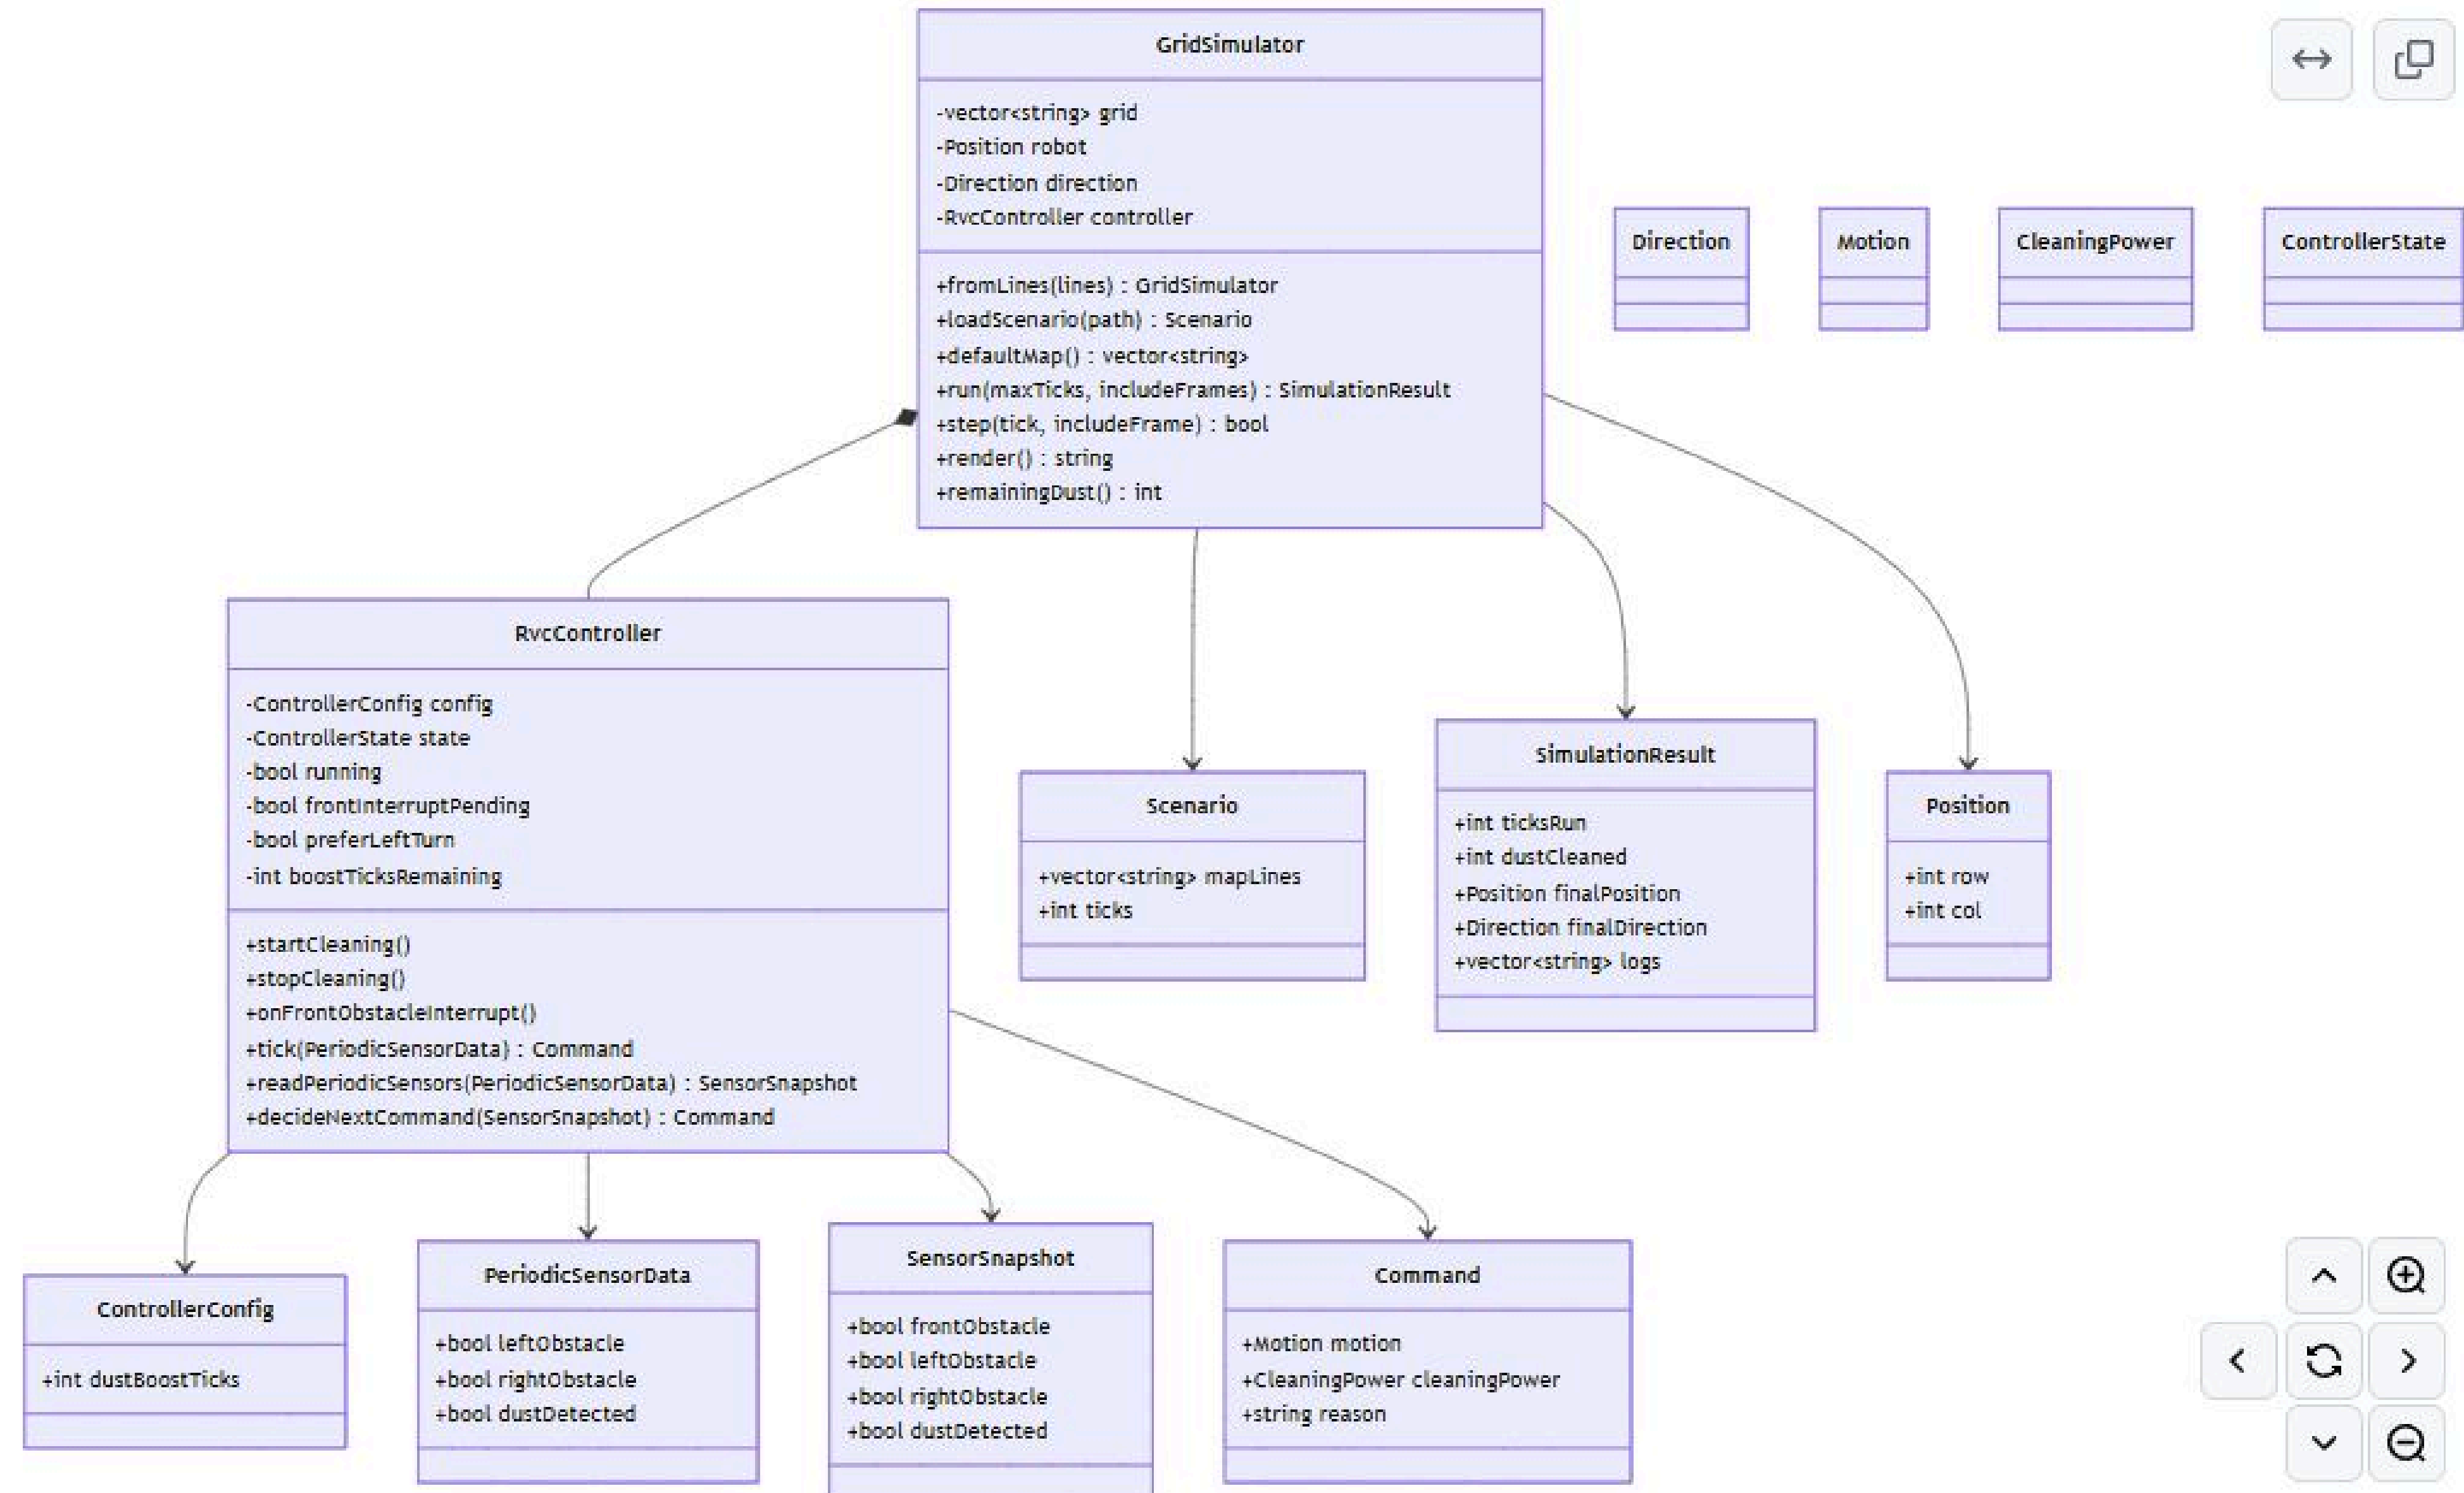 GridSimulator
-vector<string> grid
-Position robot
-Direction direction
-RvcController controller
+fromLines(lines) : GridSimulator
+loadScenario(path) : Scenario
+defaultMap() : vector<string>
+run(maxTicks, includeFrames) : SimulationResult
+step(tick, includeFrame) : bool
+render() : string
+remainingDust() : int
Direction
Motion
CleaningPower
ControllerState
RvcController
-ControllerConfig config
-ControllerState state
-bool running
-bool frontInterruptPending
-bool preferLeftTurn
-int boostTicksRemaining
+startCleaning()
+stopCleaning()
+onFrontObstacleInterrupt()
+tick(PeriodicSensorData) : Command
+readPeriodicSensors(PeriodicSensorData) : SensorSnapshot
+decideNextCommand(SensorSnapshot) : Command
Scenario
+vector<string> mapLines
+int ticks
SimulationResult
+int ticksRun
+int dustCleaned
+Position finalPosition
+Direction finalDirection
+vector<string> logs
Position
+int row
+int col
ControllerConfig
+int dustBoostTicks
PeriodicSensorData
+bool leftObstacle
+bool rightObstacle
+bool dustDetected
SensorSnapshot
+bool frontObstacle
+bool leftObstacle
+bool rightObstacle
+bool dustDetected
Command
+Motion motion
+CleaningPower cleaningPower
+string reason